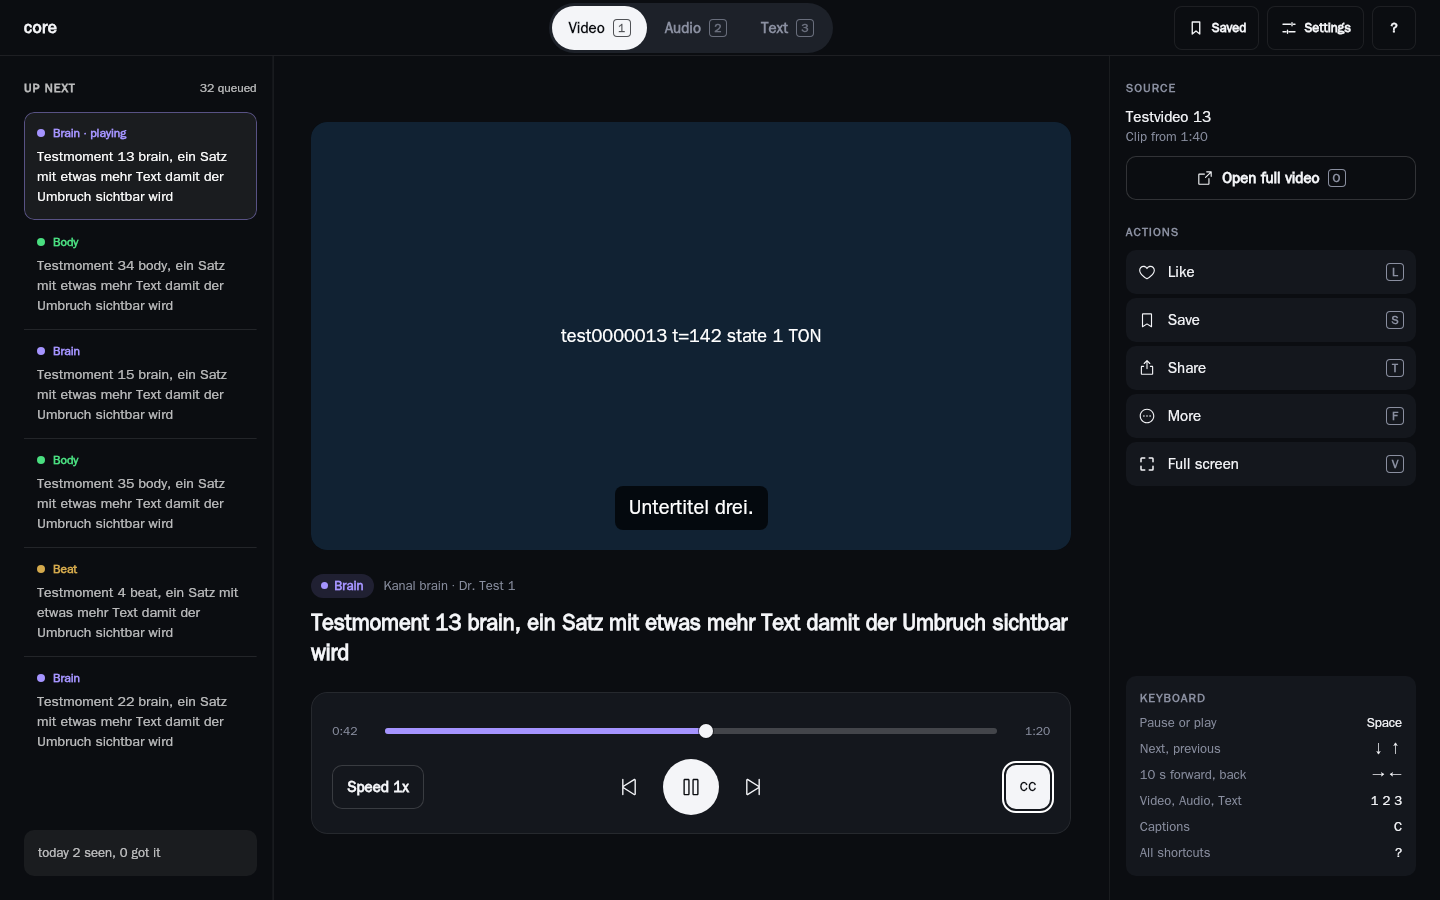 core
Video 1
Audio 2
Text 3
Saved
Settings
?
UP NEXT
32 queued
Brain · playing
Testmoment 13 brain, ein Satz
mit etwas mehr Text damit der
Umbruch sichtbar wird
Body
Testmoment 34 body, ein Satz
mit etwas mehr Text damit der
Umbruch sichtbar wird
Brain
Testmoment 15 brain, ein Satz
mit etwas mehr Text damit der
Umbruch sichtbar wird
Body
Testmoment 35 body, ein Satz
mit etwas mehr Text damit der
Umbruch sichtbar wird
Beat
Testmoment 4 beat, ein Satz mit
etwas mehr Text damit der
Umbruch sichtbar wird
Brain
Testmoment 22 brain, ein Satz
mit etwas mehr Text damit der
Umbruch sichtbar wird
today 2 seen, 0 got it
test0000013 t=142 state 1 TON
Untertitel drei.
Brain
Kanal brain · Dr. Test 1
Testmoment 13 brain, ein Satz mit etwas mehr Text damit der Umbruch sichtbar
wird
0:42
1:20
Speed 1x
CC
SOURCE
Testvideo 13
Clip from 1:40
Open full video O
ACTIONS
Like L
Save S
Share T
More F
Full screen V
KEYBOARD
Pause or play Space
Next, previous ↓ ↑
10 s forward, back → ←
Video, Audio, Text 1 2 3
Captions C
All shortcuts ?